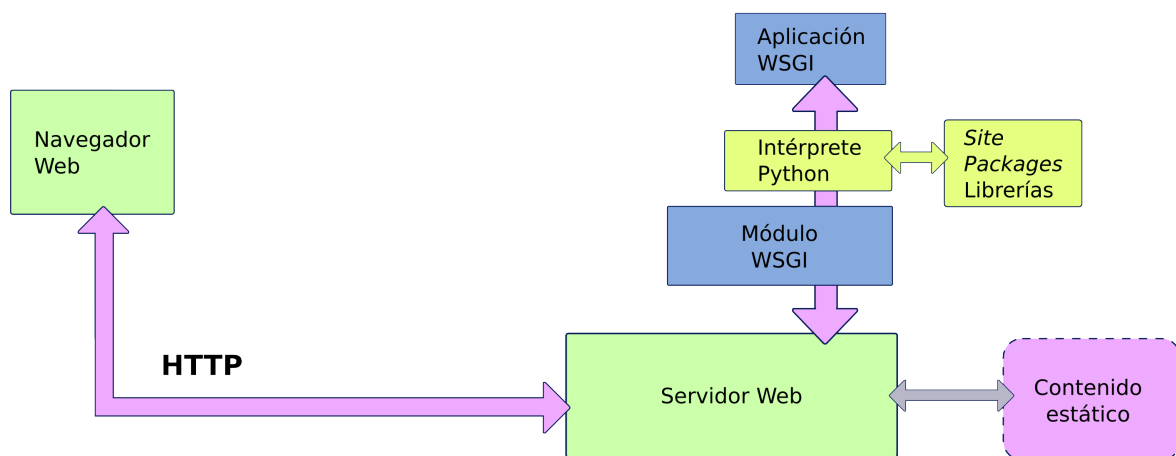 Aplicación
WSGI
Navegador
Web
Intérprete
Python
Site
Packages
Librerías
Módulo
WSGI
HTTP
Servidor Web
Contenido
estático